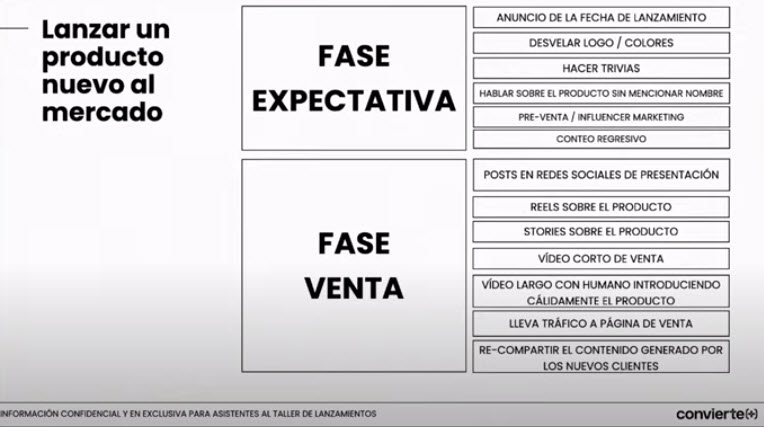 Lanzar un
producto
nuevo al
mercado
FASE
EXPECTATIVA
ANUNCIO DE LA FECHA DE LANZAMIENTO
DESVELAR LOGO / COLORES
HACER TRIVIAS
HABLAR SOBRE EL PRODUCTO SIN MENCIONAR NOMBRE
PRE-VENTA / INFLUENCER MARKETING
CONTEO REGRESIVO
FASE
VENTA
POSTS EN REDES SOCIALES DE PRESENTACIÓN
REELS SOBRE EL PRODUCTO
STORIES SOBRE EL PRODUCTO
VÍDEO CORTO DE VENTA
VÍDEO LARGO CON HUMANO INTRODUCIENDO
CÁLIDAMENTE EL PRODUCTO
LLEVA TRÁFICO A PÁGINA DE VENTA
RE-COMPARTIR EL CONTENIDO GENERADO POR
LOS NUEVOS CLIENTES
INFORMACIÓN CONFIDENCIAL Y EN EXCLUSIVA PARA ASISTENTES AL TALLER DE LANZAMIENTOS
convierte(+)